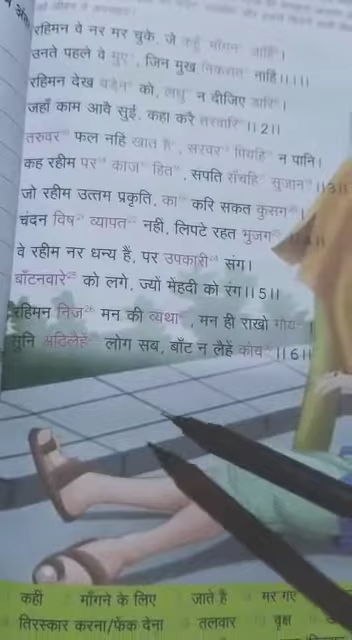 रहिमन वे नर मर चुके, जे कहुँ माँगन जाहिं।
उनते पहले वे मुए, जिन मुख निकसत नाहिं।।1।।
रहिमन देख बड़ेन को, लघु न दीजिए डारि।
जहाँ काम आवै सुई, कहा करै तरवारि।।2।।
तरुवर फल नहिं खात है, सरवर पियहिं न पानि।
कह रहीम पर काज हित, संपति सँचहि सुजान।।3।।
जो रहीम उत्तम प्रकृति, का करि सकत कुसंग।
चंदन विष व्यापत नहीं, लिपटे रहत भुजंग
वे रहीम नर धन्य हैं, पर उपकारी संग।
बाँटनवारे25 को लगे, ज्यों मेंहदी को रंग।।5।।
रहिमन निज26 मन की व्यथा, मन ही राखो गोय।
सुनि अठिलैहैं लोग सब, बाँट न लैहें कोय।।6।।
कहीं माँगने के लिए जाते हैं मर गए
तिरस्कार करना/फेंक देना तलवार वृक्ष